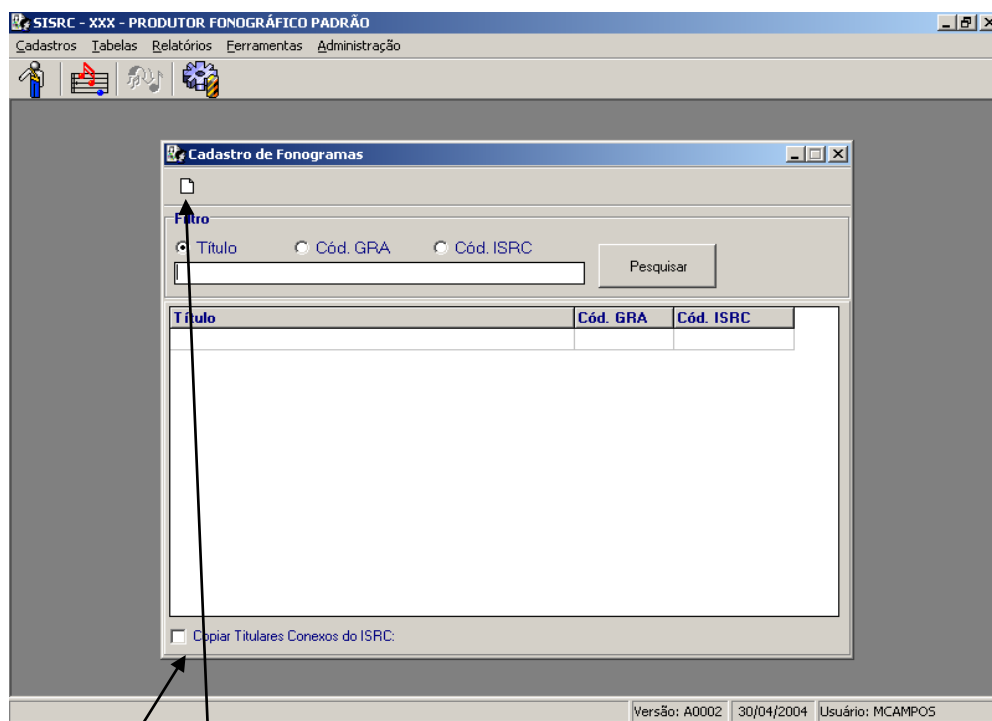 SISRC - XXX - PRODUTOR FONOGRÁFICO PADRÃO
Cadastros Tabelas Relatórios Ferramentas Administração
Cadastro de Fonogramas
Filtro
Título Cód. GRA Cód. ISRC
Pesquisar
Título Cód. GRA Cód. ISRC
Copiar Titulares Conexos do ISRC:
Versão: A0002 30/04/2004 Usuário: MCAMPOS